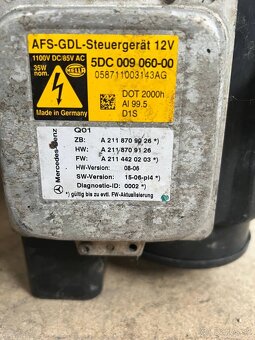 AFS-GDL-Steuergerät 12V
1100V DC/85V AC
35W nom.
HELLA
5DC 009 060-00
058711003143AG
DOT 2000h
Al 99.5
D1S
Made in Germany
Mercedes-Benz
Q01
ZB: A 211 870 99 26 *)
HW: A 211 870 91 26
FW: A 211 442 02 03 *)
HW-Version: 08-06
SW-Version: 15-06-pl4 *)
Diagnostic-ID: 0002 *)
*) gültig bis zu evtl. FW-Aktualisierung